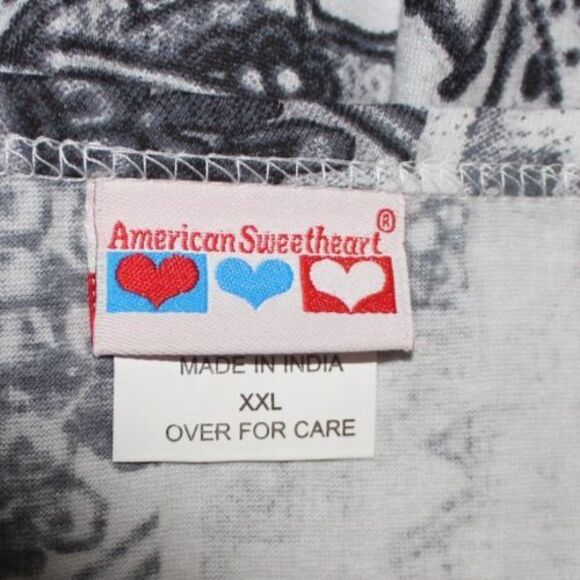 American Sweetheart®
MADE IN INDIA
XXL
OVER FOR CARE